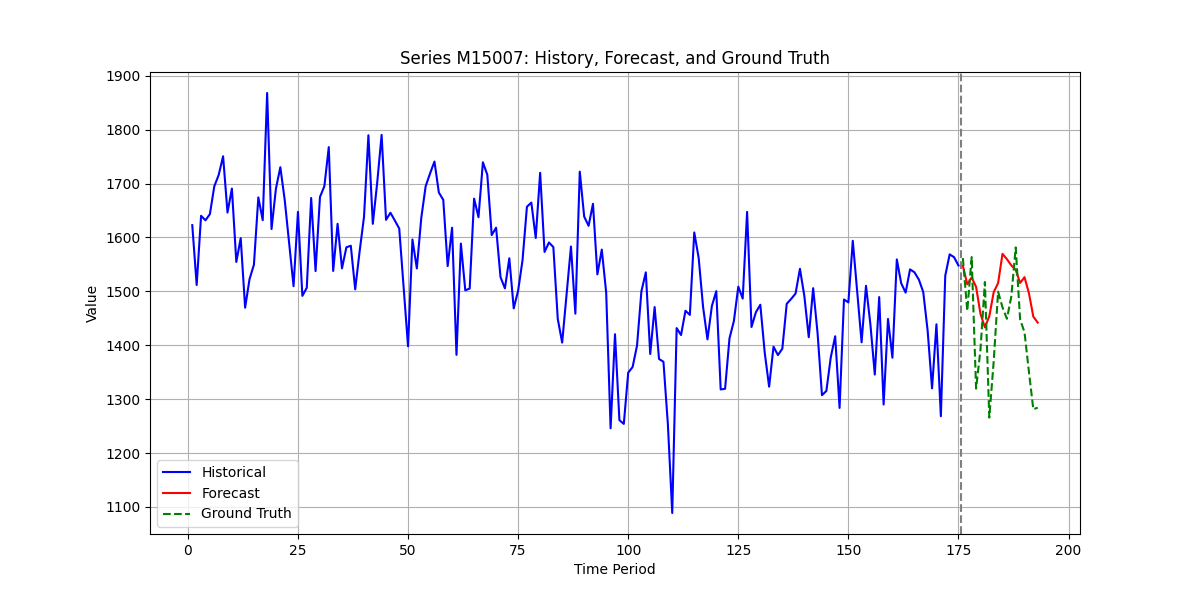 Series M15007: History, Forecast, and Ground Truth
Value
1900
1800
1700
1600
1500
1400
1300
1200
1100
Historical
Forecast
Ground Truth
0 25 50 75 100 125 150 175 200
Time Period